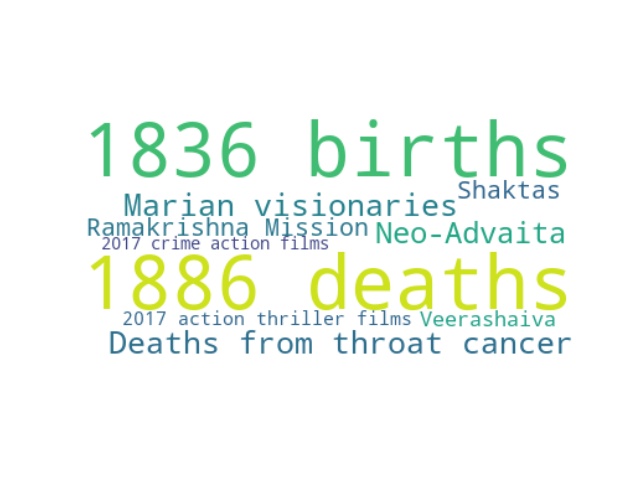 1836 births
Shaktas
Marian visionaries
Ramakrishna Mission
Neo-Advaita
2017 crime action films
1886 deaths
2017 action thriller films
Veerashaiva
Deaths from throat cancer